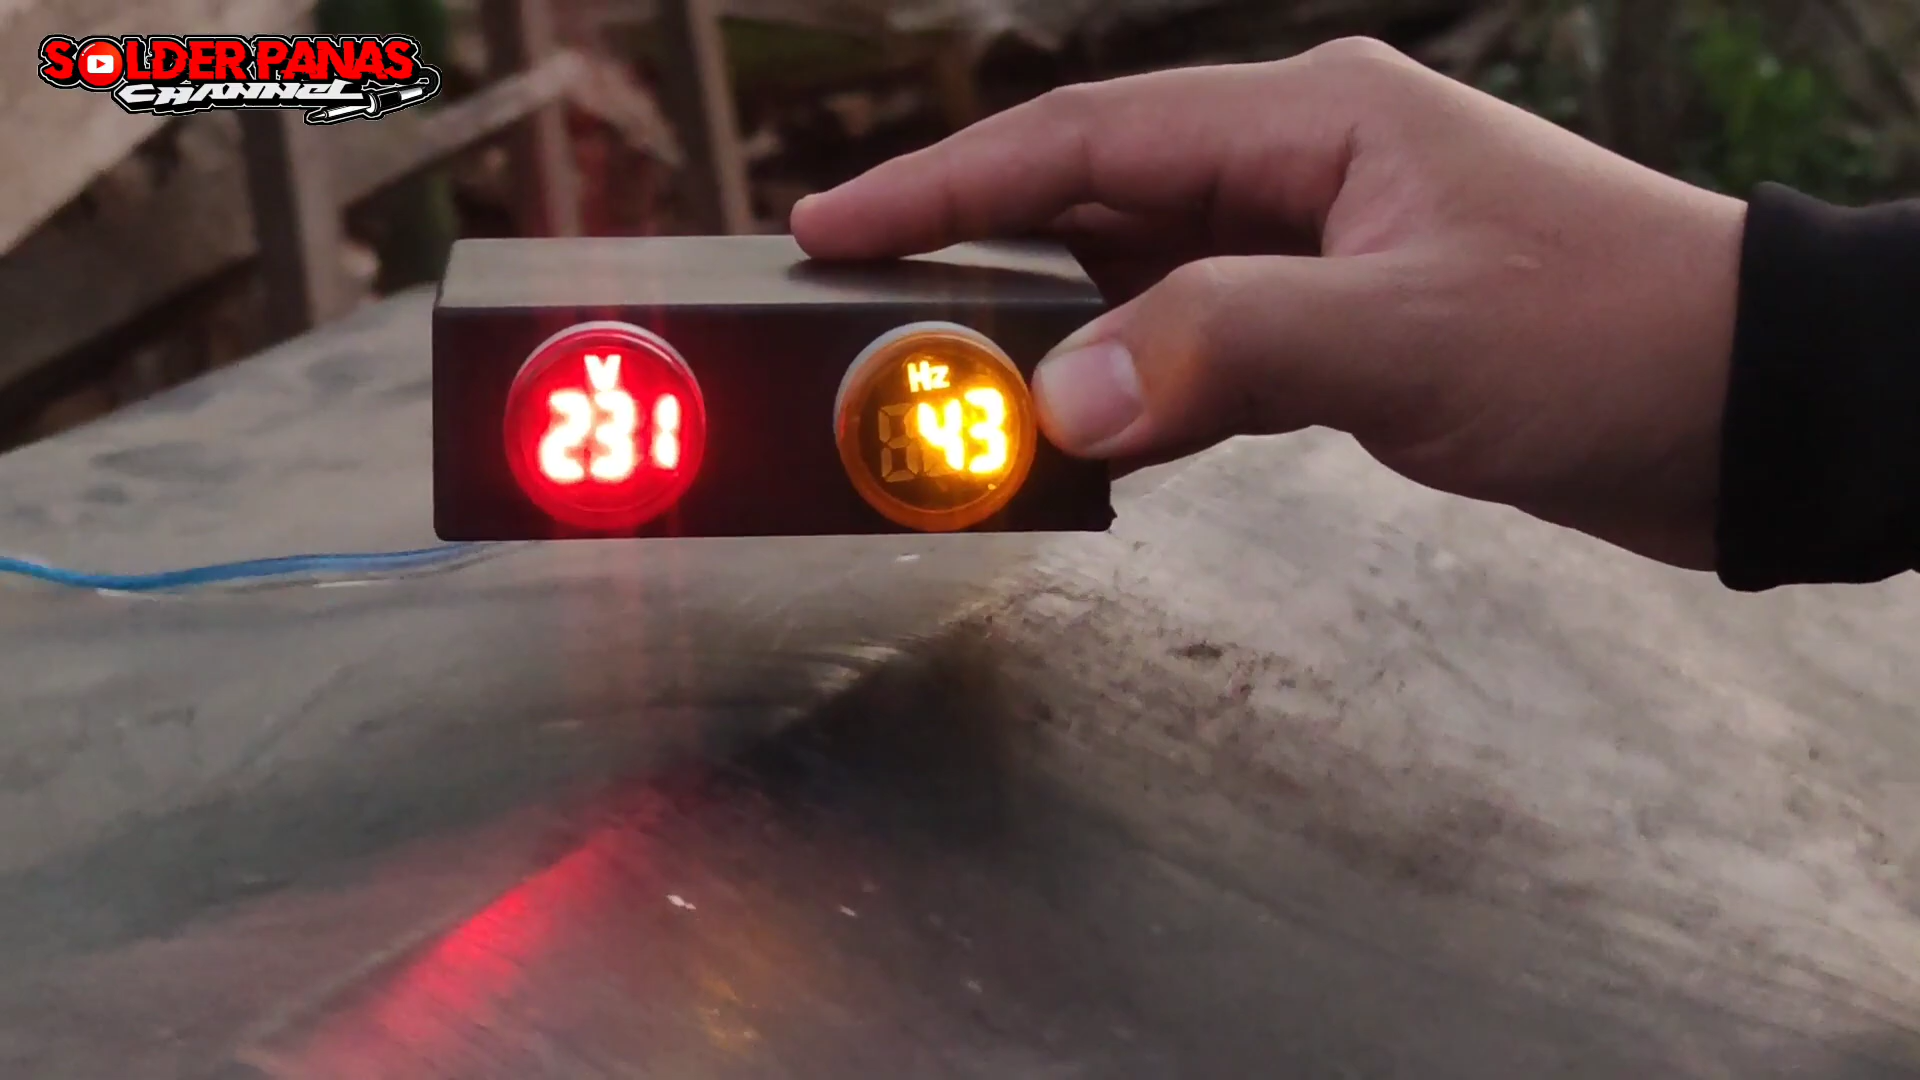 SOLDER PANAS
CHANNEL
V
231
Hz
43